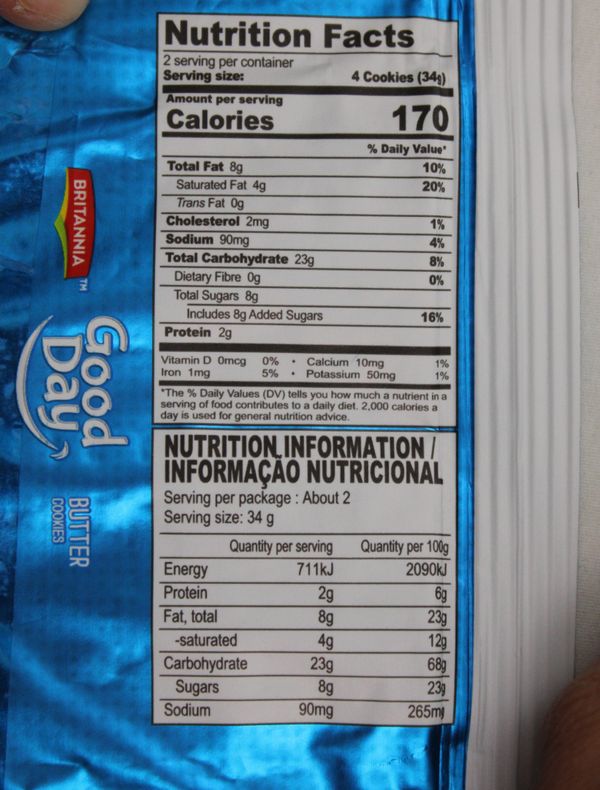 Nutrition Facts
2 serving per container
Serving size: 4 Cookies (34g)
Amount per serving
Calories 170
% Daily Value*
Total Fat 8g 10%
Saturated Fat 4g 20%
Trans Fat 0g
Cholesterol 2mg 1%
Sodium 90mg 4%
Total Carbohydrate 23g 8%
Dietary Fibre 0g 0%
Total Sugars 8g
Includes 8g Added Sugars 16%
Protein 2g
Vitamin D 0mcg 0% • Calcium 10mg 1%
Iron 1mg 5% • Potassium 50mg 1%
*The % Daily Values (DV) tells you how much a nutrient in a
serving of food contributes to a daily diet. 2,000 calories a
day is used for general nutrition advice.
NUTRITION INFORMATION /
INFORMAÇÃO NUTRICIONAL
Serving per package : About 2
Serving size: 34 g
Quantity per serving Quantity per 100g
Energy 711kJ 2090kJ
Protein 2g 6g
Fat, total 8g 23g
-saturated 4g 12g
Carbohydrate 23g 68g
Sugars 8g 23g
Sodium 90mg 265mg
BRITANNIA TM
Good
Day
BUTTER
COOKIES